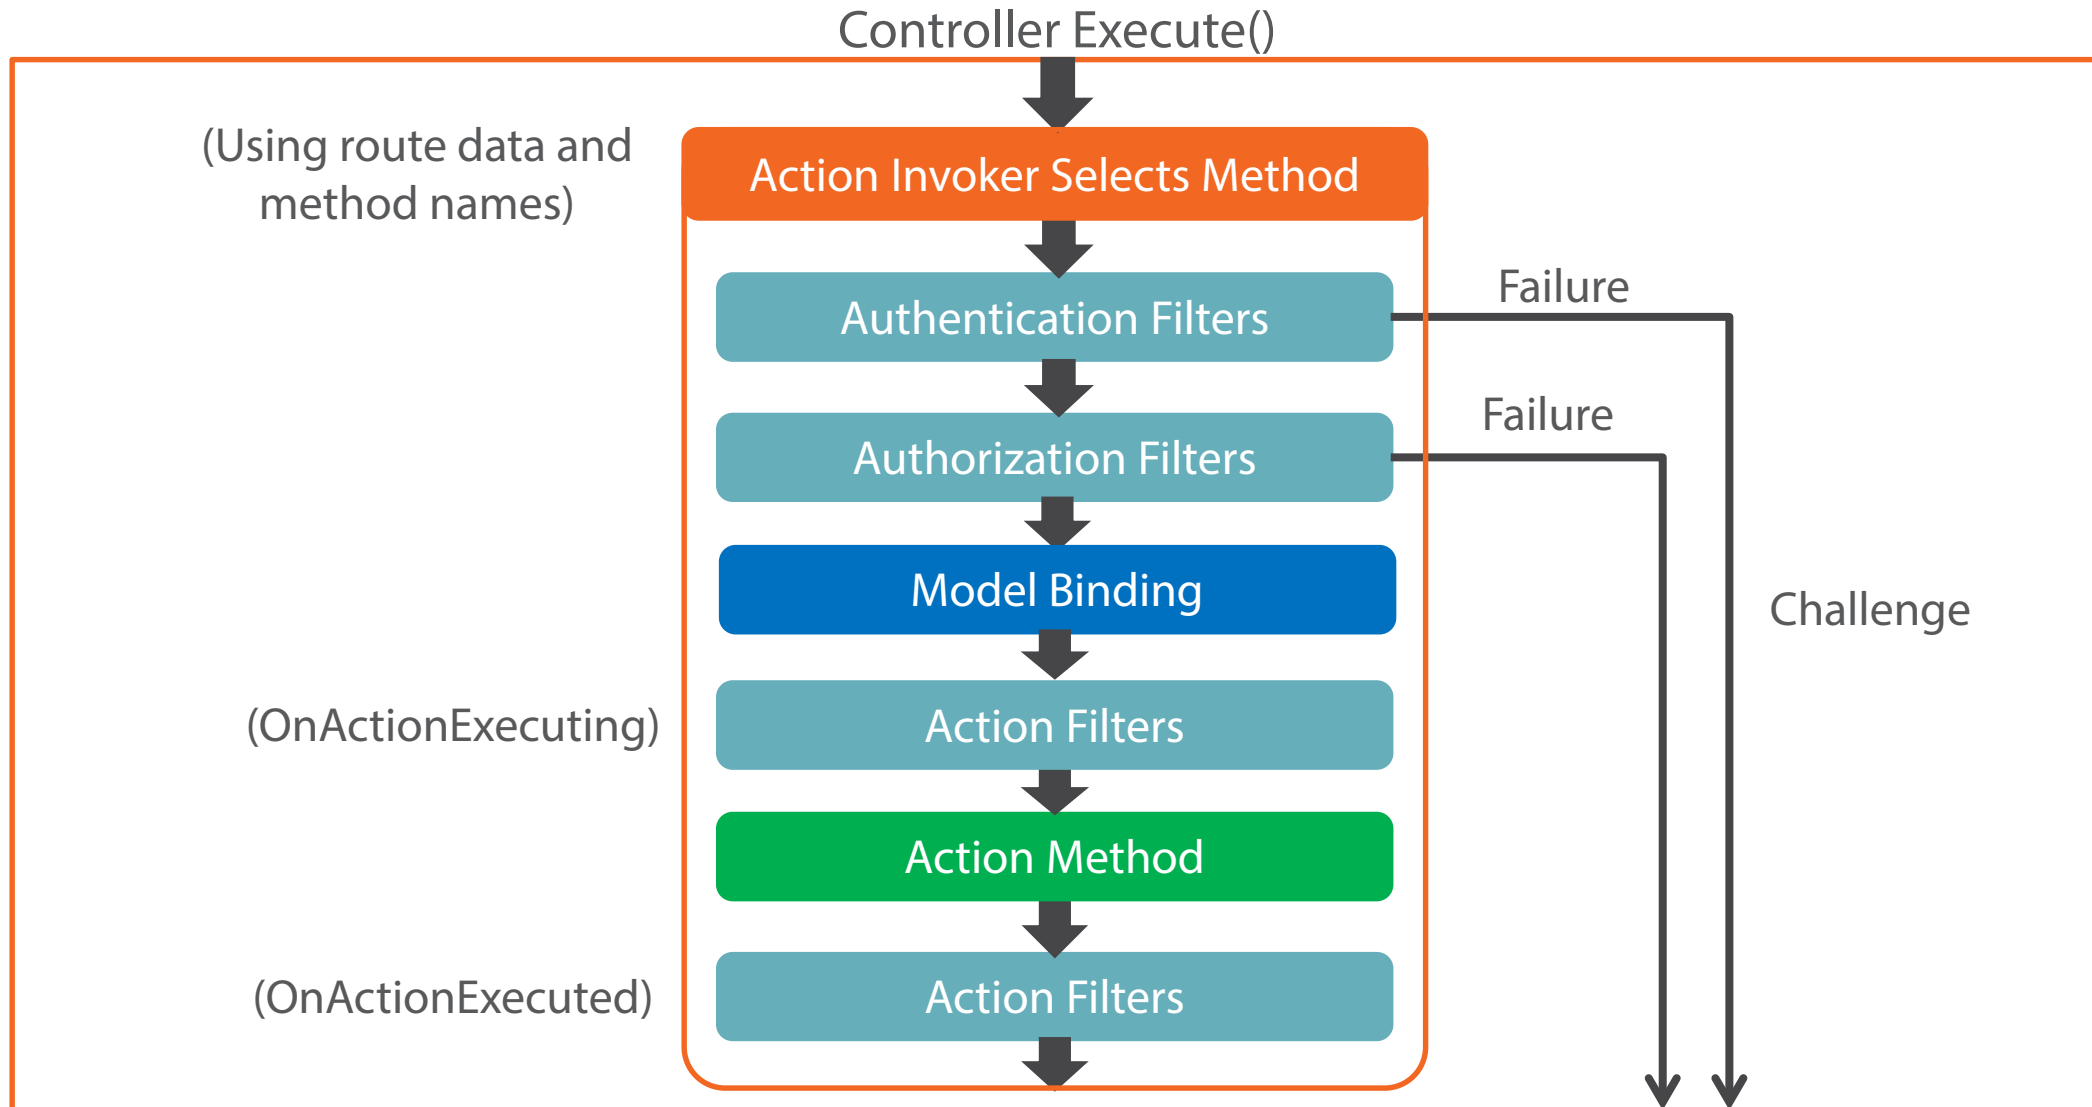 Controller Execute()
(Using route data and
method names)
Action Invoker Selects Method
Authentication Filters
Failure
Authorization Filters
Failure
Model Binding
Challenge
(OnActionExecuting)
Action Filters
Action Method
(OnActionExecuted)
Action Filters